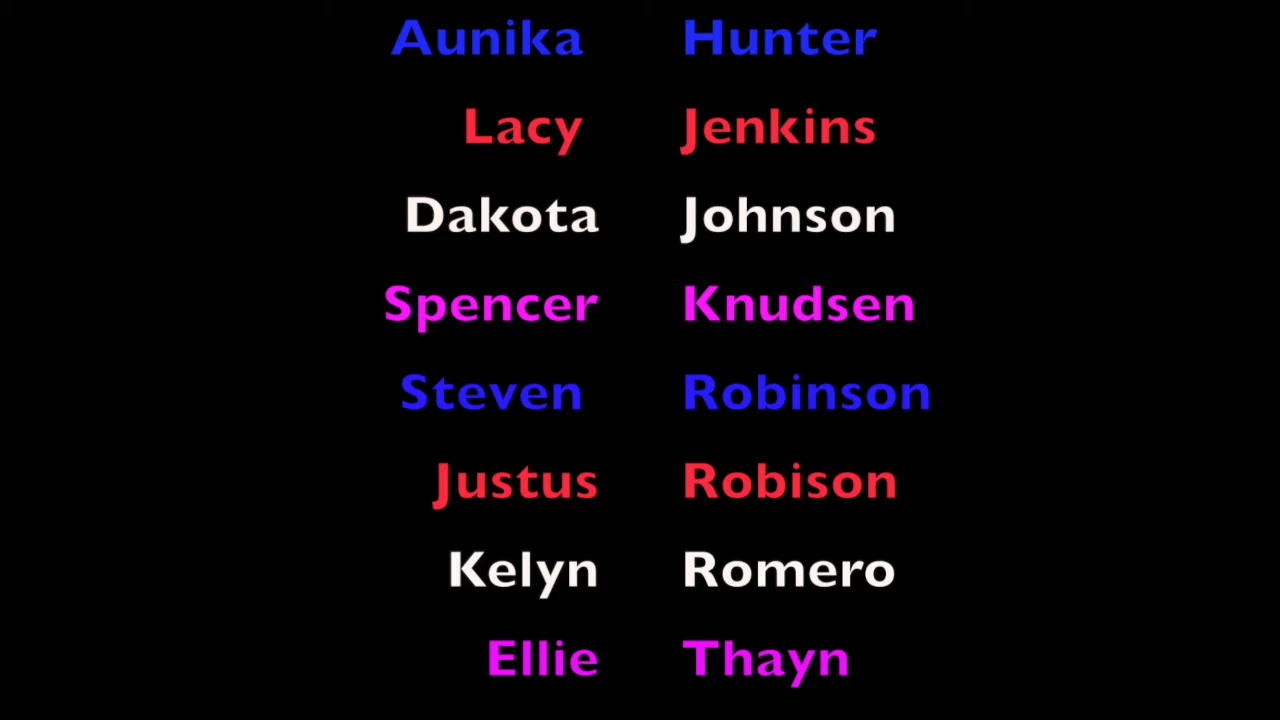 Aunika Hunter
Lacy Jenkins
Dakota Johnson
Spencer Knudsen
Steven Robinson
Justus Robison
Kelyn Romero
Ellie Thayn